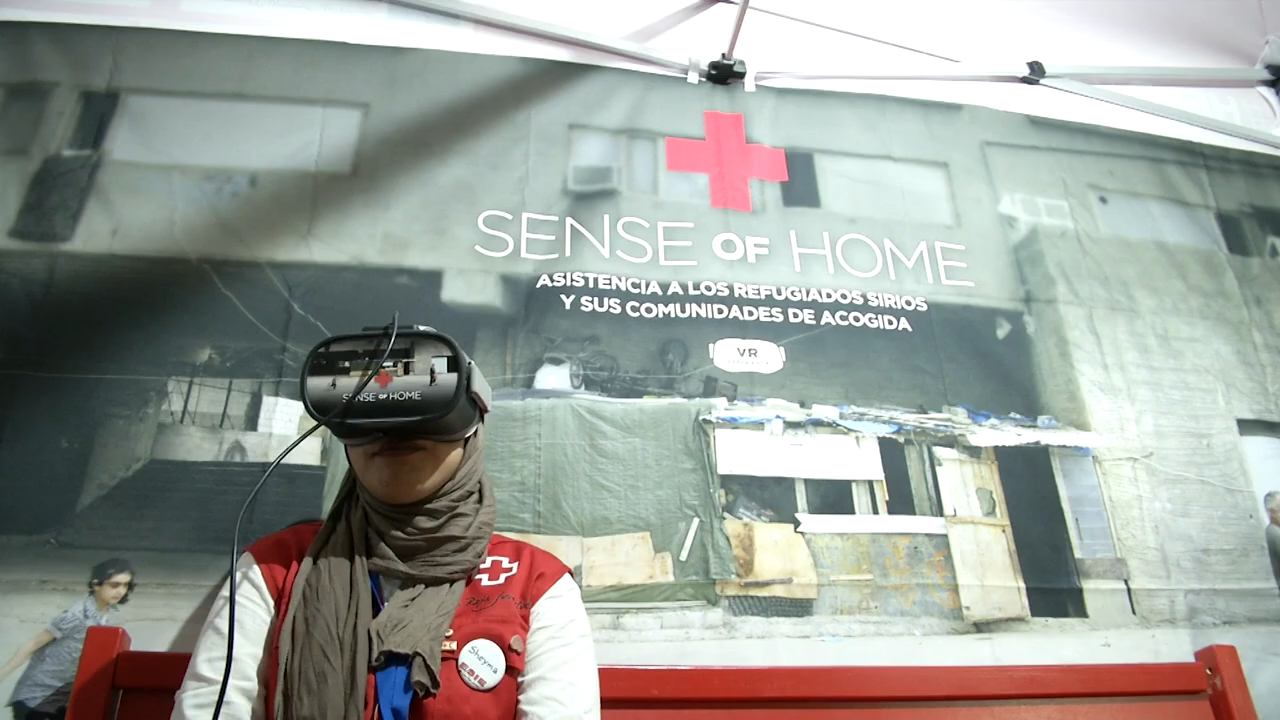 SENSE OF HOME
ASISTENCIA A LOS REFUGIADOS SIRIOS
Y SUS COMUNIDADES DE ACOGIDA
VR
SENSE OF HOME
Sheyma